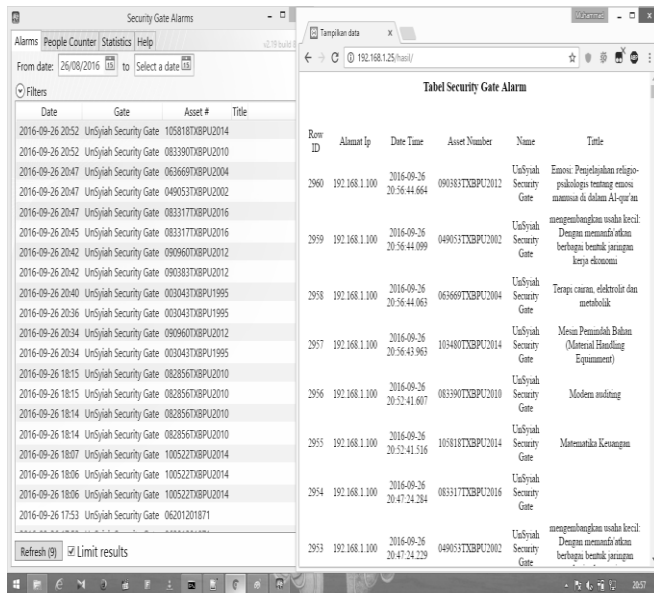 Security Gate Alarms
Alarms People Counter Statistics Help
v2.19 build
From date: 26/08/2016 15 to Select a date 15
Filters
Date Gate Asset # Title
2016-09-26 20:52 UnSyiah Security Gate 105818TXBPU2014
2016-09-26 20:52 UnSyiah Security Gate 083390TXBPU2010
2016-09-26 20:47 UnSyiah Security Gate 063669TXBPU2004
2016-09-26 20:47 UnSyiah Security Gate 049053TXBPU2002
2016-09-26 20:47 UnSyiah Security Gate 083317TXBPU2016
2016-09-26 20:45 UnSyiah Security Gate 083317TXBPU2016
2016-09-26 20:42 UnSyiah Security Gate 090960TXBPU2012
2016-09-26 20:42 UnSyiah Security Gate 090383TXBPU2012
2016-09-26 20:40 UnSyiah Security Gate 003043TXBPU1995
2016-09-26 20:36 UnSyiah Security Gate 003043TXBPU1995
2016-09-26 20:34 UnSyiah Security Gate 090960TXBPU2012
2016-09-26 20:34 UnSyiah Security Gate 003043TXBPU1995
2016-09-26 18:15 UnSyiah Security Gate 082856TXBPU2010
2016-09-26 18:15 UnSyiah Security Gate 082856TXBPU2010
2016-09-26 18:14 UnSyiah Security Gate 082856TXBPU2010
2016-09-26 18:14 UnSyiah Security Gate 082856TXBPU2010
2016-09-26 18:07 UnSyiah Security Gate 100522TXBPU2014
2016-09-26 18:06 UnSyiah Security Gate 100522TXBPU2014
2016-09-26 18:06 UnSyiah Security Gate 100522TXBPU2014
2016-09-26 17:53 UnSyiah Security Gate 06201201871
Refresh (9) Limit results
Muhammad
Tampilkan data
192.168.1.25/hasil/
Tabel Security Gate Alarm
Row
ID Alamat Ip Date Time Asset Number Name Tittle
2960 192.168.1.100 2016-09-26
20:56:44.664 090383TXBPU2012 UnSyiah
Security
Gate Emosi: Penjelajahan religio-
psikologis tentang emosi
manusia di dalam Al-qur'an
2959 192.168.1.100 2016-09-26
20:56:44.099 049053TXBPU2002 UnSyiah
Security
Gate mengembangkan usaha kecil:
Dengan memanfa'atkan
berbagai bentuk jaringan
kerja ekonomi
2958 192.168.1.100 2016-09-26
20:56:44.063 063669TXBPU2004 UnSyiah
Security
Gate Terapi cairan, elektrolit dan
metabolik
2957 192.168.1.100 2016-09-26
20:56:43.963 103480TXBPU2014 UnSyiah
Security
Gate Mesin Pemindah Bahan
(Material Handling
Equimment)
2956 192.168.1.100 2016-09-26
20:52:41.607 083390TXBPU2010 UnSyiah
Security
Gate Modern auditing
2955 192.168.1.100 2016-09-26
20:52:41.516 105818TXBPU2014 UnSyiah
Security
Gate Matematika Keuangan
2954 192.168.1.100 2016-09-26
20:47:24.284 083317TXBPU2016 UnSyiah
Security
Gate
2953 192.168.1.100 2016-09-26
20:47:24.229 049053TXBPU2002 UnSyiah
Security
Gate mengembangkan usaha kecil:
Dengan memanfa'atkan
berbagai bentuk jaringan
20:57